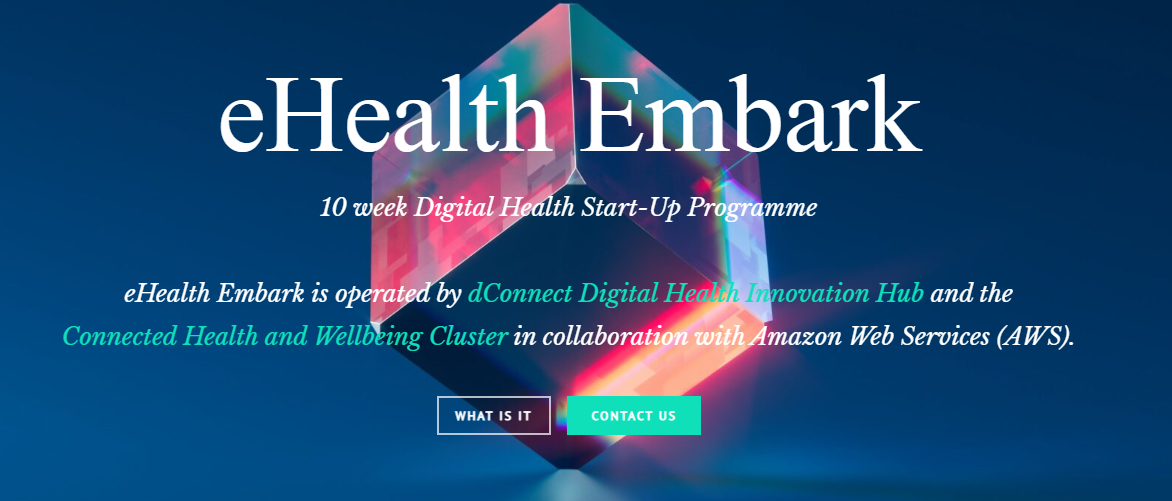 eHealth Embark
10 week Digital Health Start-Up Programme
eHealth Embark is operated by dConnect Digital Health Innovation Hub and the
Connected Health and Wellbeing Cluster in collaboration with Amazon Web Services (AWS).
WHAT IS IT
CONTACT US